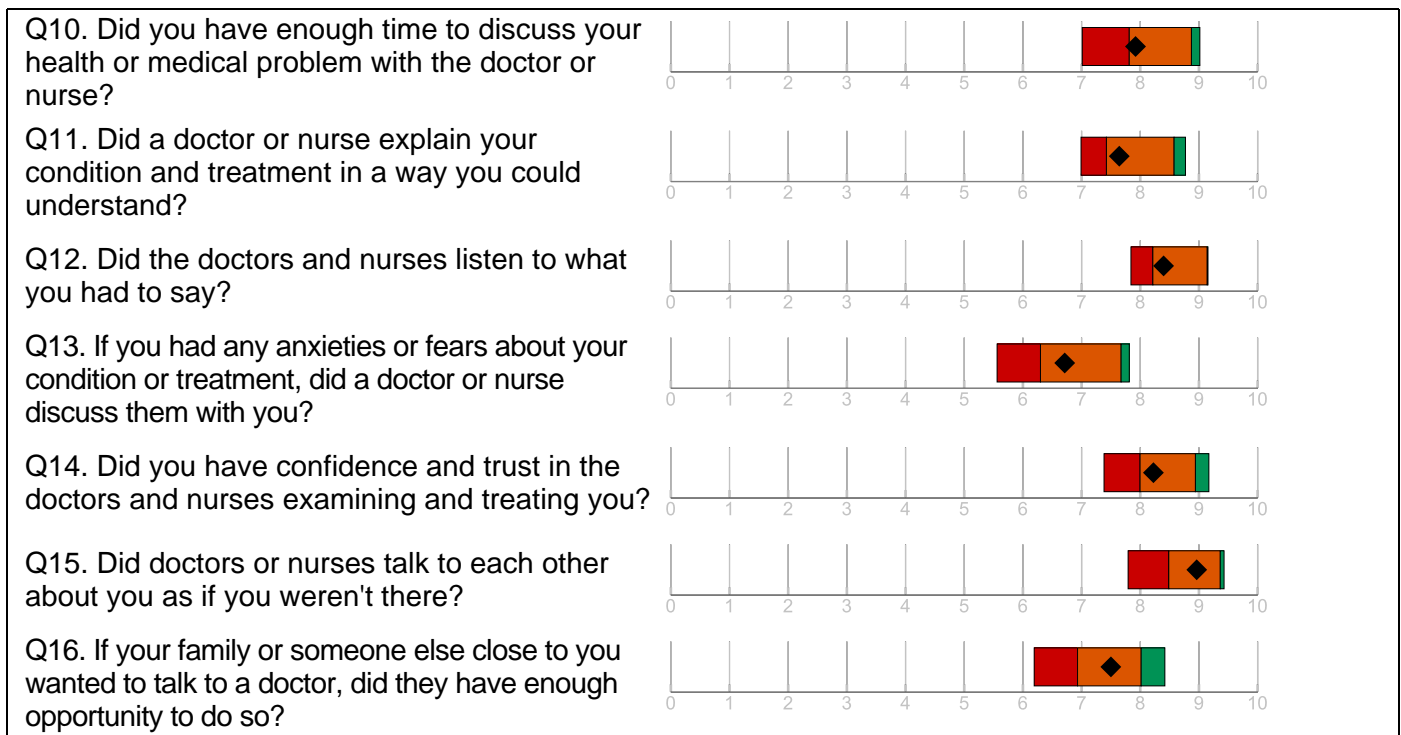 Q10. Did you have enough time to discuss your
health or medical problem with the doctor or
nurse?
0 1 2 3 4 5 6 7 8 9 10
Q11. Did a doctor or nurse explain your
condition and treatment in a way you could
understand?
0 1 2 3 4 5 6 7 8 9 10
Q12. Did the doctors and nurses listen to what
you had to say?
0 1 2 3 4 5 6 7 8 9 10
Q13. If you had any anxieties or fears about your
condition or treatment, did a doctor or nurse
discuss them with you?
0 1 2 3 4 5 6 7 8 9 10
Q14. Did you have confidence and trust in the
doctors and nurses examining and treating you?
0 1 2 3 4 5 6 7 8 9 10
Q15. Did doctors or nurses talk to each other
about you as if you weren't there?
0 1 2 3 4 5 6 7 8 9 10
Q16. If your family or someone else close to you
wanted to talk to a doctor, did they have enough
opportunity to do so?
0 1 2 3 4 5 6 7 8 9 10